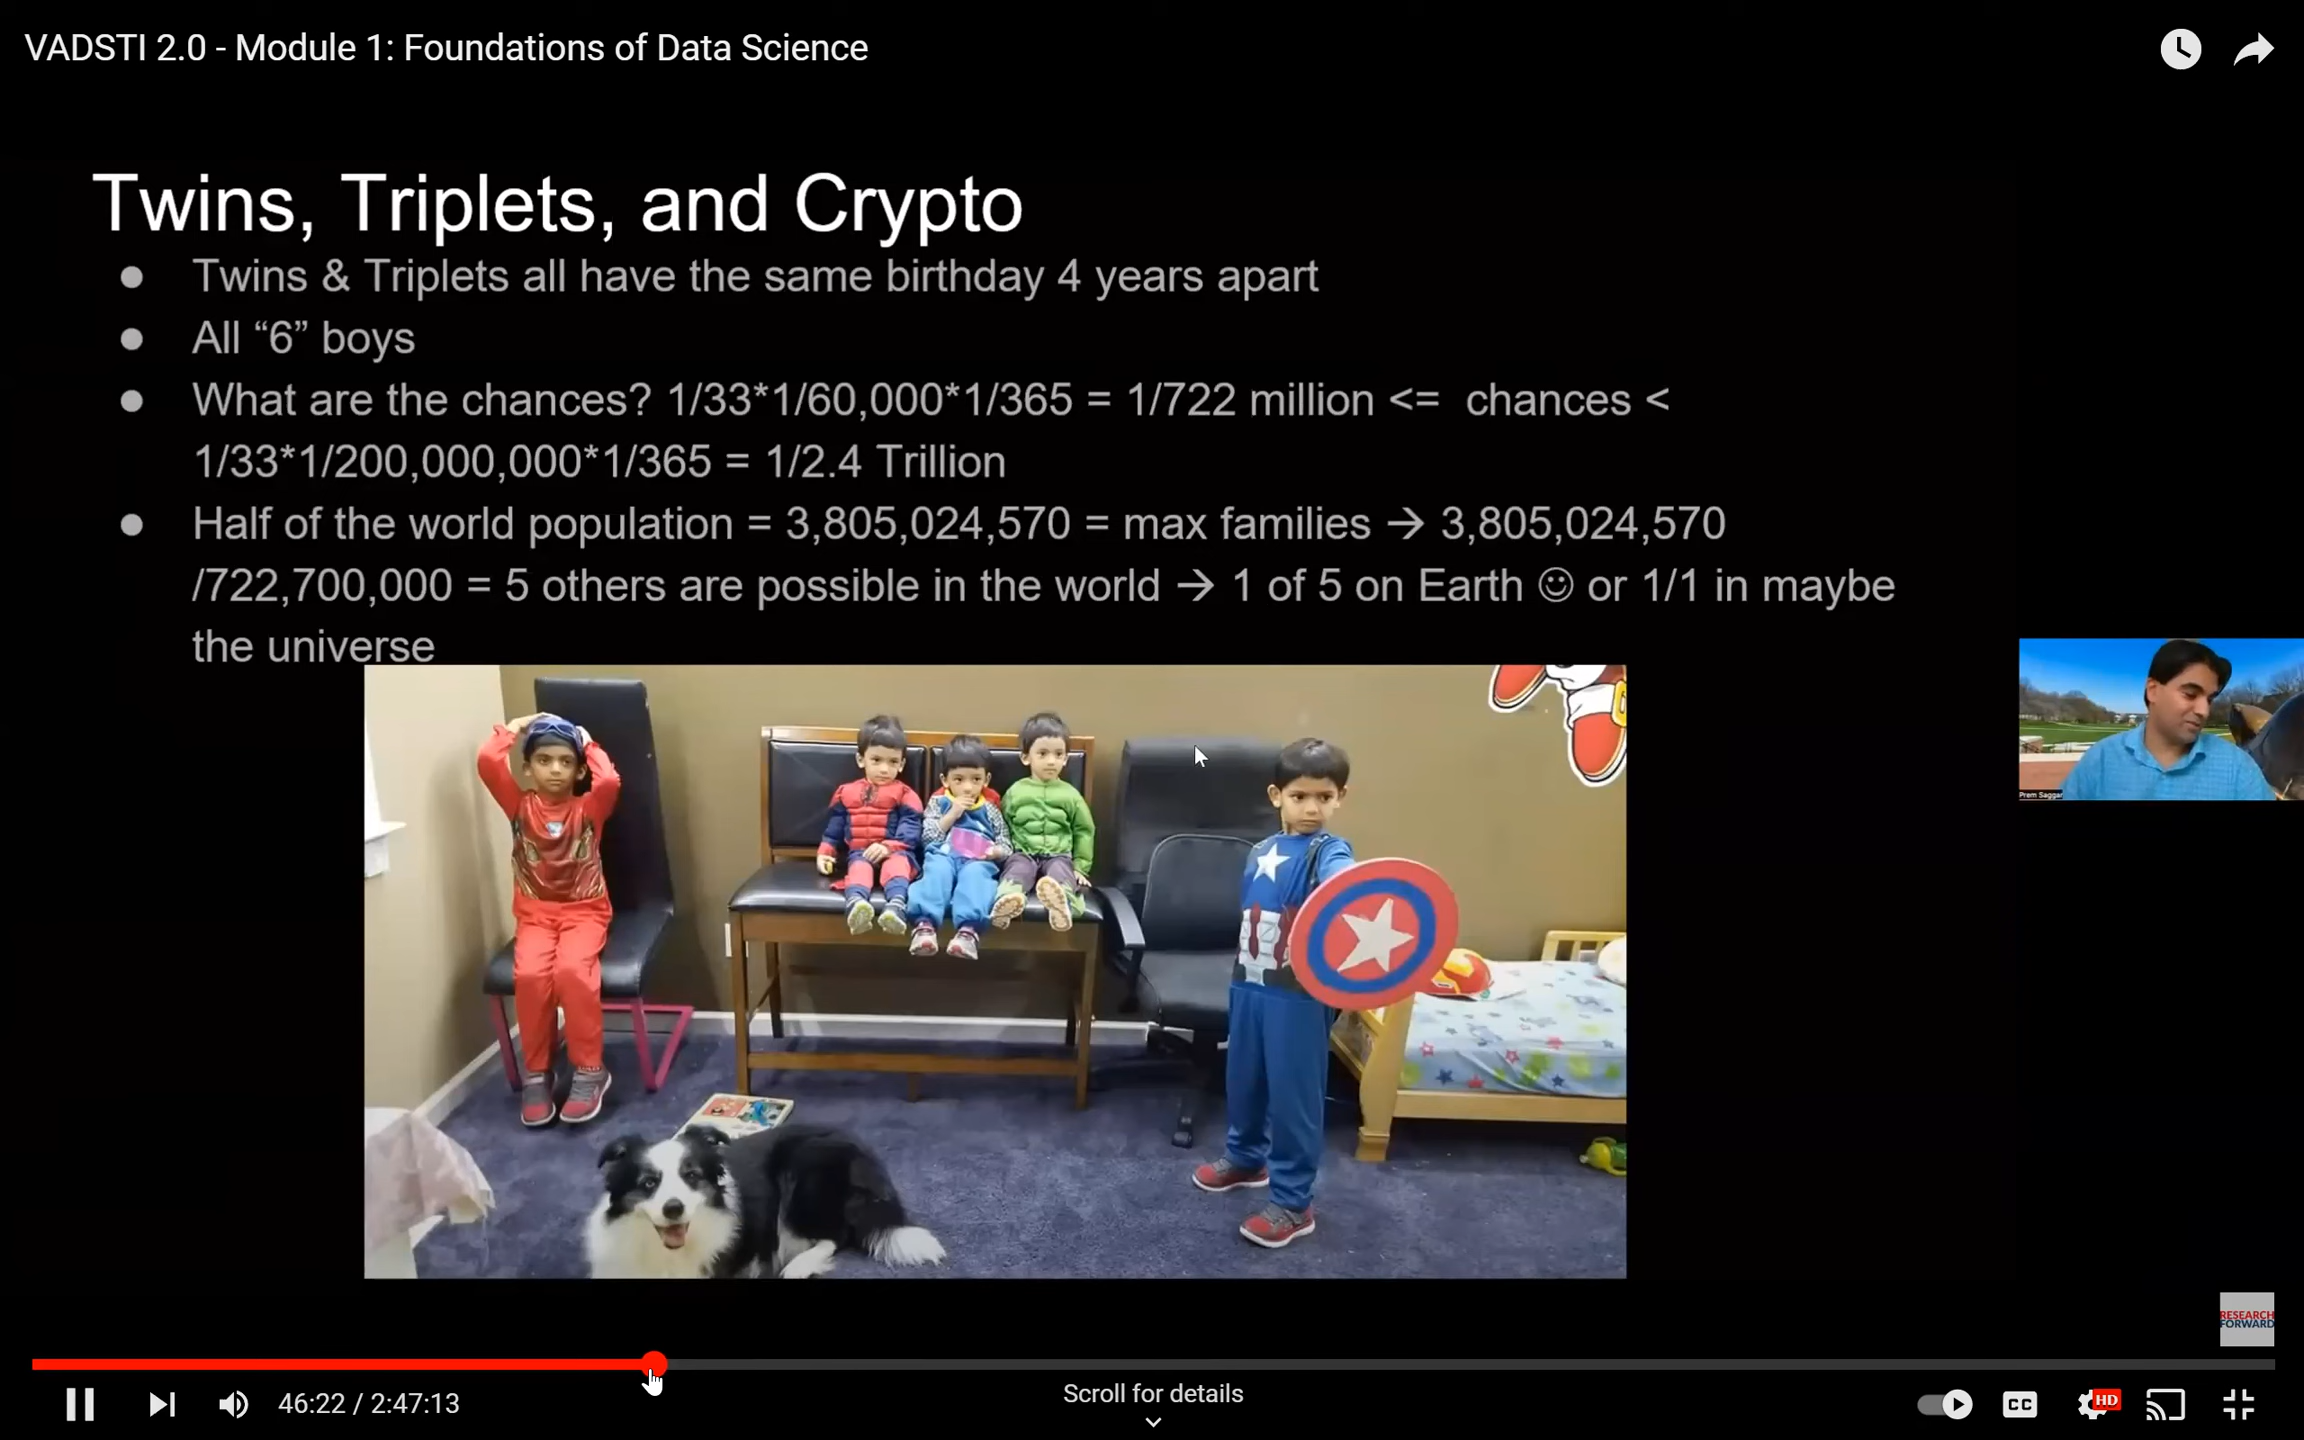 VADSTI 2.0 - Module 1: Foundations of Data Science
Twins, Triplets, and Crypto
● Twins & Triplets all have the same birthday 4 years apart
● All “6” boys
● What are the chances? 1/33*1/60,000*1/365 = 1/722 million <= chances <
1/33*1/200,000,000*1/365 = 1/2.4 Trillion
● Half of the world population = 3,805,024,570 = max families → 3,805,024,570
/722,700,000 = 5 others are possible in the world → 1 of 5 on Earth ☺ or 1/1 in maybe
the universe
Prem Saggar
RESEARCH
FORWARD
46:22 / 2:47:13
Scroll for details
CC
HD